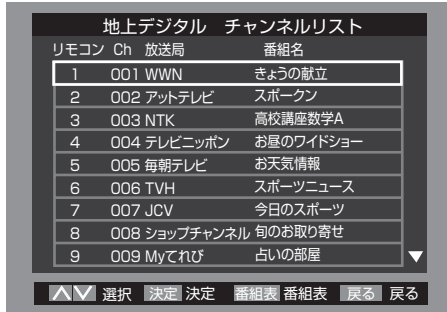 地上デジタル　チャンネルリスト
リモコン Ch 放送局 番組名
1 001 WWN きょうの献立
2 002 アットテレビ スポークン
3 003 NTK 高校講座数学A
4 004 テレビニッポン お昼のワイドショー
5 005 毎朝テレビ お天気情報
6 006 TVH スポーツニュース
7 007 JCV 今日のスポーツ
8 008 ショップチャンネル 旬のお取り寄せ
9 009 Myてれび 占いの部屋
選択 決定 決定 番組表 番組表 戻る 戻る